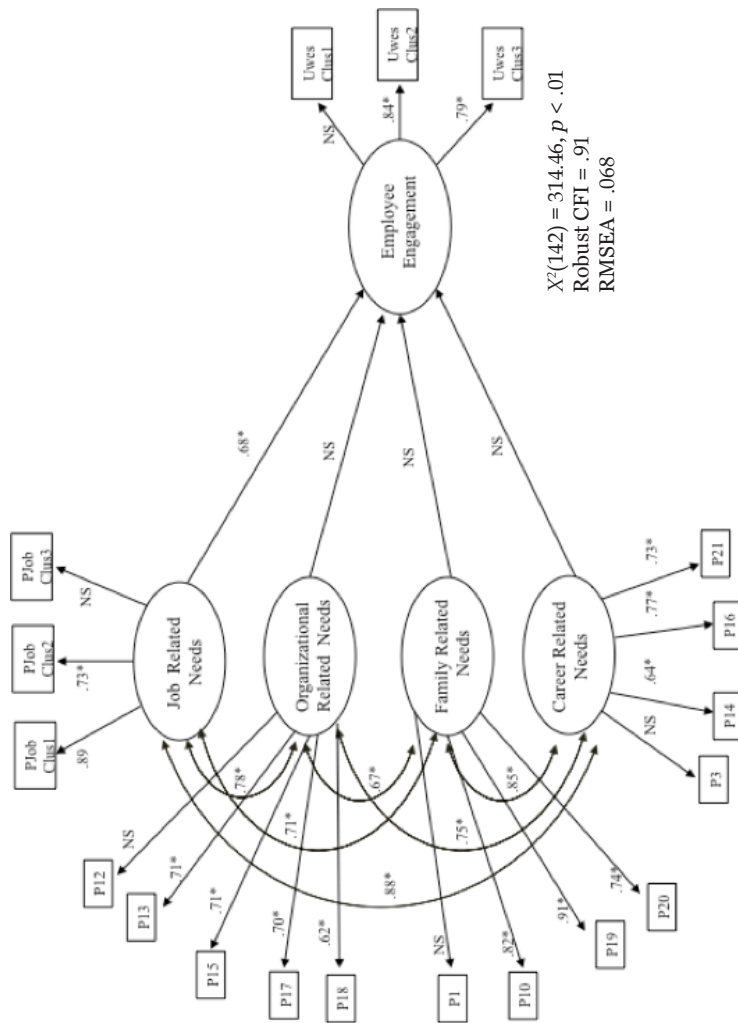 Uwes
Clus1
Uwes
Clus2
Uwes
Clus3
NS
.84*
.79*
Employee
Engagement
X²(142) = 314.46, p < .01
Robust CFI = .91
RMSEA = .068
.68*
NS
NS
NS
PJob
Clus1
PJob
Clus2
PJob
Clus3
.89
.73*
NS
Job Related
Needs
Organizational
Related Needs
Family Related
Needs
Career Related
Needs
.73*
.77*
.64*
NS
P21
P16
P14
P3
.78*
.67*
.85*
.71*
.75*
.88*
NS
.71*
.71*
.70*
.62*
P12
P13
P15
P17
P18
NS
.82*
.91*
.74*
P1
P10
P19
P20